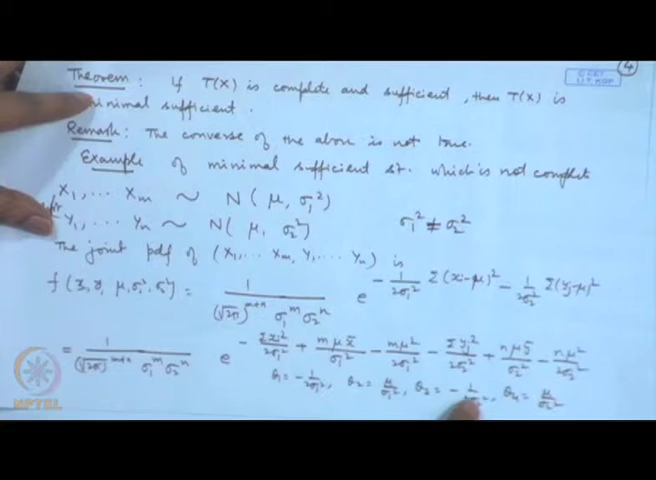 4
© CET
I.I.T. KGP
Theorem : If T(X) is complete and sufficient, then T(X) is
minimal sufficient.
Remark: The converse of the above is not true.
Example of minimal sufficient st. which is not complete
X₁, ... Xm ~ N(μ, σ₁²)
Y₁, ... Yn ~ N(μ, σ₂²) σ₁² ≠ σ₂²
The joint pdf of (X₁, ... Xm, Y₁, ... Yn) is
f(x, y, μ, σ₁², σ₂²) = 1/((√2π)^(m+n) σ₁^m σ₂^n) e^(- 1/(2σ₁²) Σ(xi-μ)² - 1/(2σ₂²) Σ(yj-μ)²)
= 1/((√2π)^(m+n) σ₁^m σ₂^n) e^(- Σxi²/(2σ₁²) + mμx̄/σ₁² - mμ²/(2σ₁²) - Σyj²/(2σ₂²) + nμȳ/σ₂² - nμ²/(2σ₂²))
θ₁ = - 1/(2σ₁²), θ₂ = μ/σ₁², θ₃ = - 1/(2σ₂²), θ₄ = μ/σ₂²
NPTEL